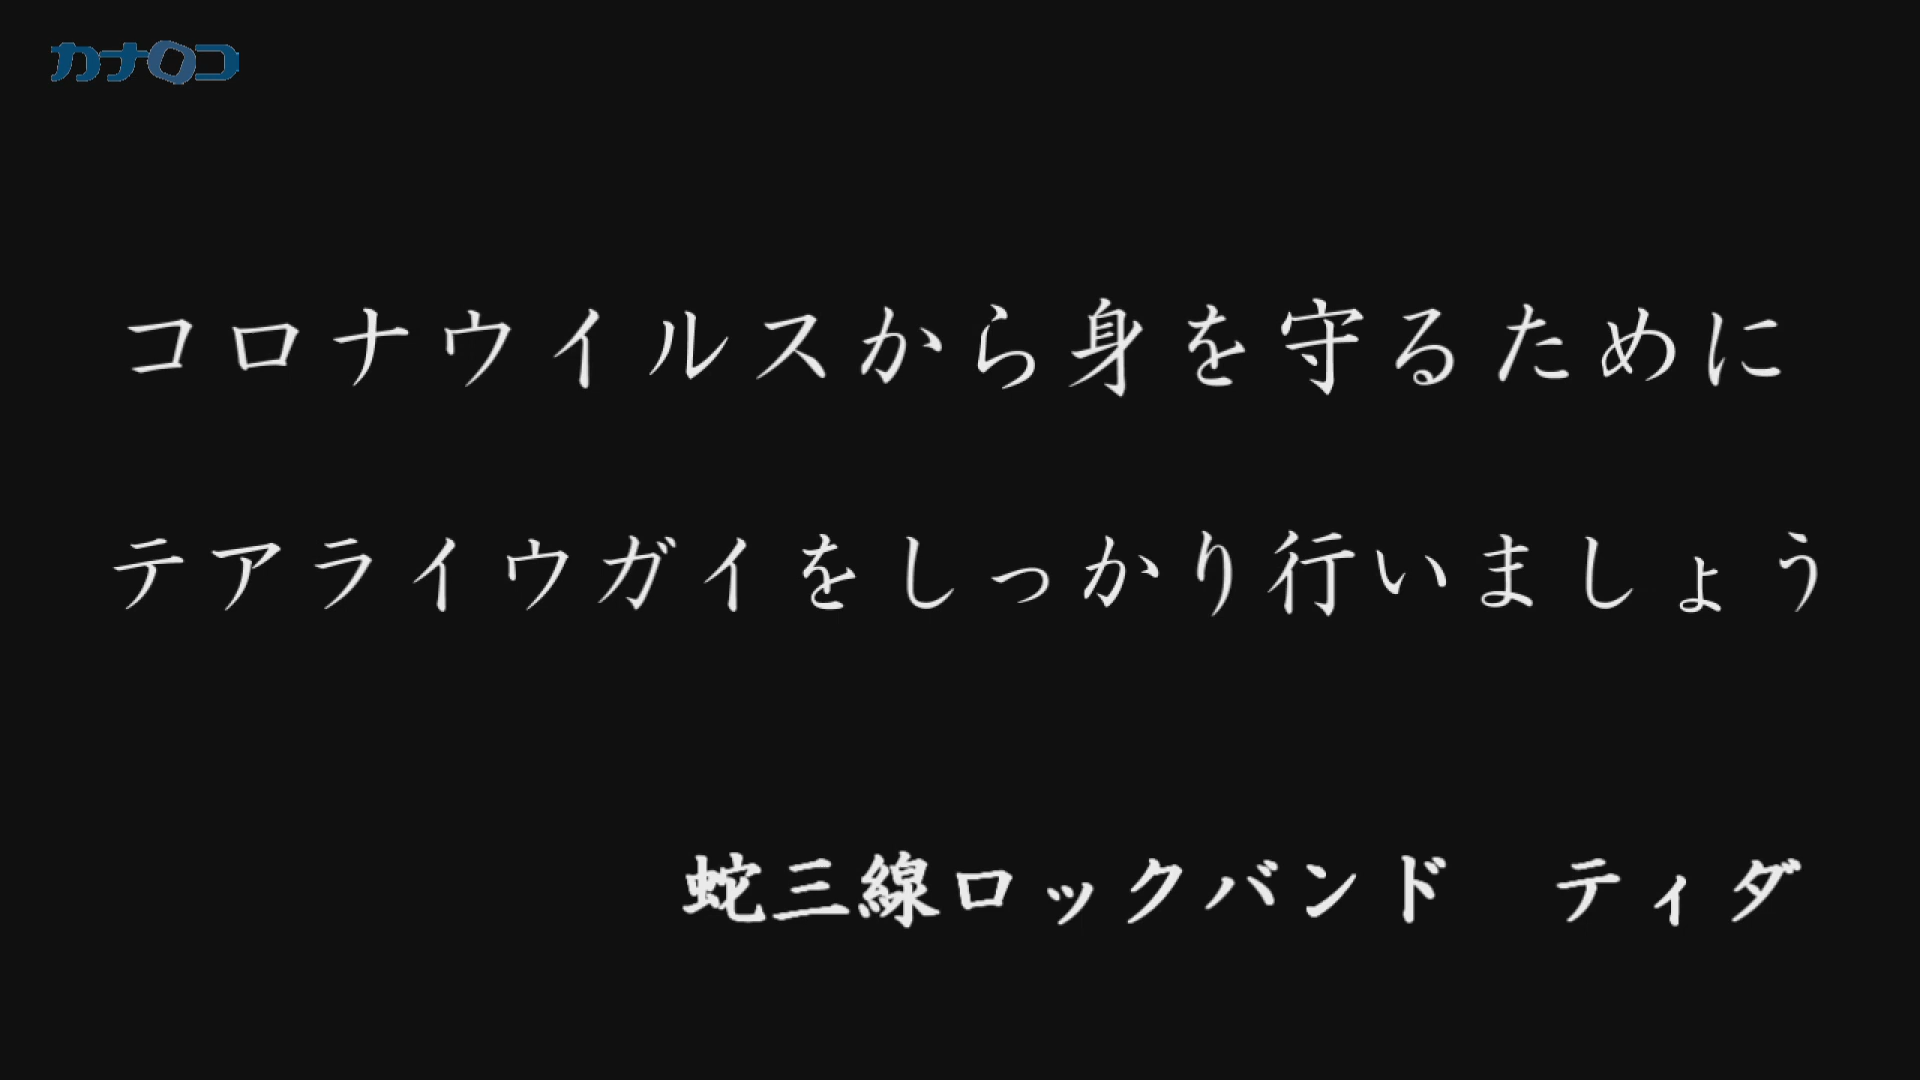 カナロコ
コロナウイルスから身を守るために
テアライウガイをしっかり行いましょう
蛇三線ロックバンド　ティダ